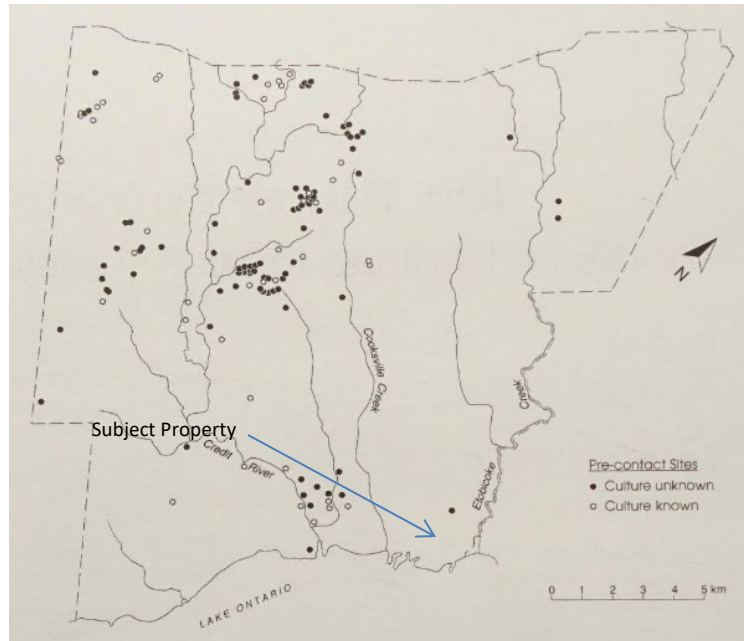 N
Cooksville
Creek
Subject Property
Credit
River
Etobicoke
Creek
Pre-contact Sites
Culture unknown
Culture known
LAKE ONTARIO
0 1 2 3 4 5 km